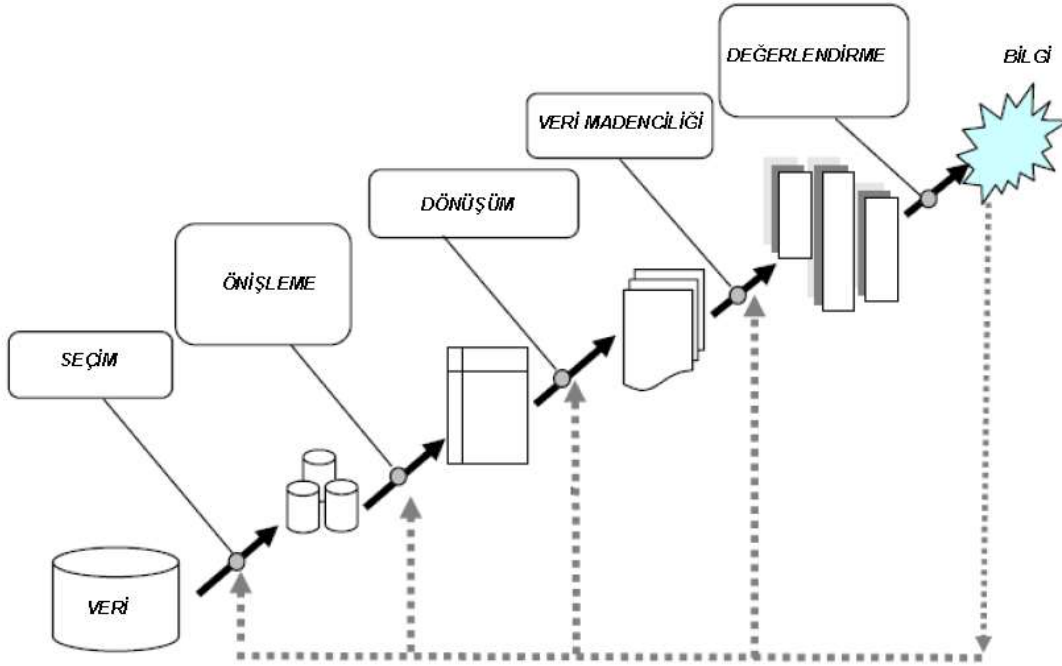 VERİ
SEÇİM
ÖNİŞLEME
DÖNÜŞÜM
VERİ MADENCİLİĞİ
DEĞERLENDİRME
BİLGİ